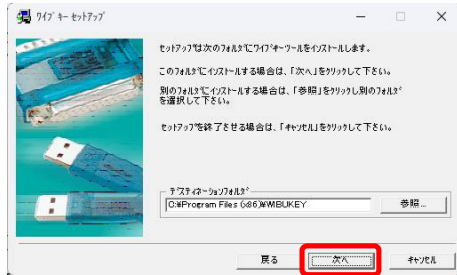 ワイブキー セットアップ
セットアップは次のフォルダにワイブキーツールをインストールします。
このフォルダにインストールする場合は、「次へ」をクリックして下さい。
別のフォルダにインストールする場合は、「参照」をクリックし別のフォルダ
を選択して下さい。
セットアップを終了させる場合は、「キャンセル」をクリックして下さい。
デスティネーションフォルダ
C:¥Program Files (x86)¥WIBUKEY
参照...
戻る
次へ
キャンセル